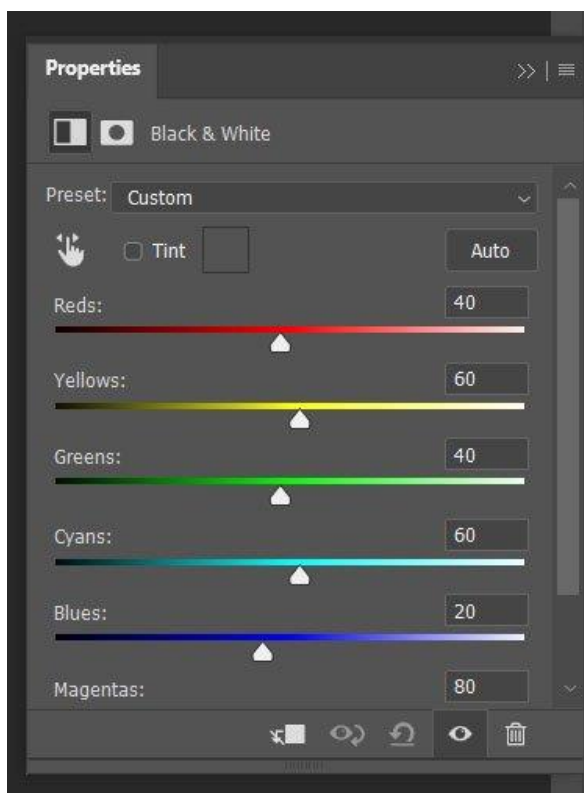 Properties
Black & White
Preset: Custom
Tint Auto
Reds: 40
Yellows: 60
Greens: 40
Cyans: 60
Blues: 20
Magentas: 80